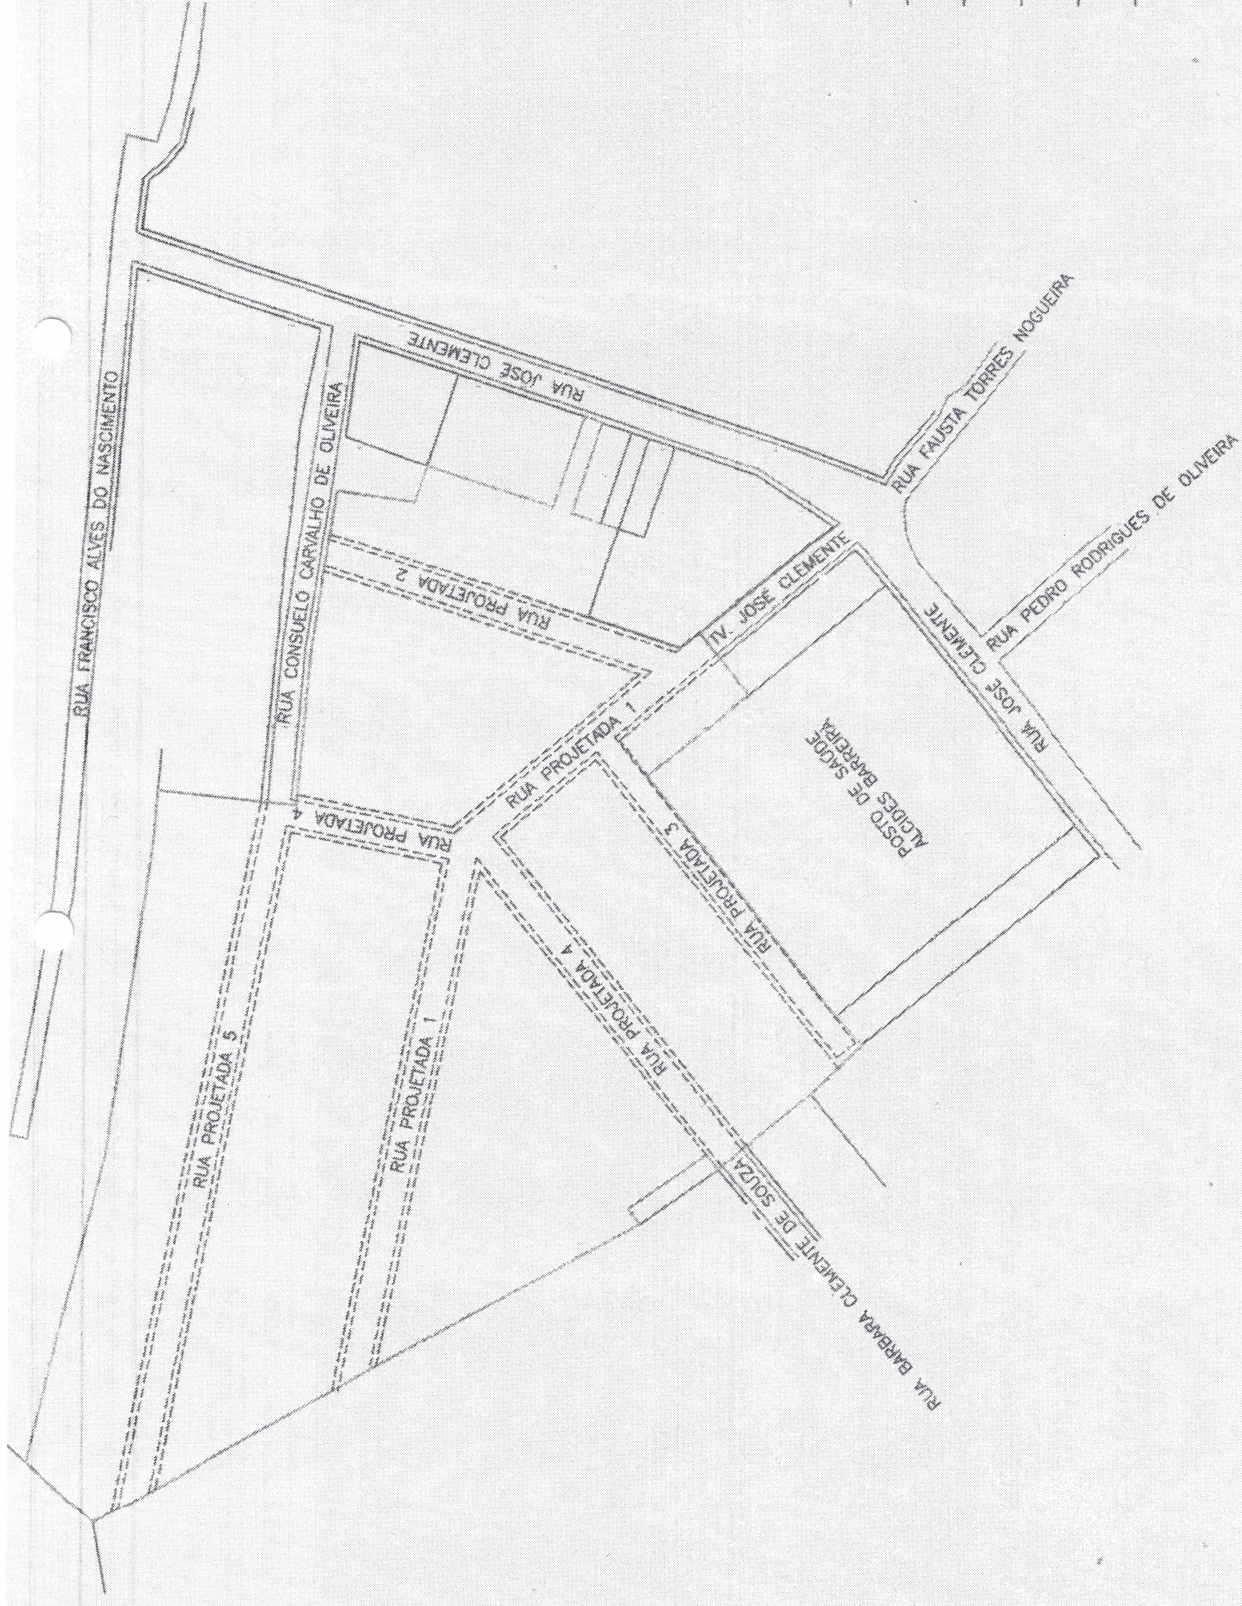 RUA FRANCISCO ALVES DO NASCIMENTO
RUA JOSÉ CLEMENTE
RUA CONSUELO CARVALHO DE OLIVEIRA
RUA FAUSTA TORRES NOGUEIRA
RUA PEDRO RODRIGUES DE OLIVEIRA
RUA PROJETADA 2
TV. JOSÉ CLEMENTE
RUA JOSÉ CLEMENTE
RUA PROJETADA 1
POSTO DE SAÚDE
ALCIDES BARREIRA
RUA PROJETADA 4
RUA PROJETADA 3
RUA PROJETADA 4
RUA PROJETADA 5
RUA PROJETADA 1
RUA BARBARA CLEMENTE DE SOUZA